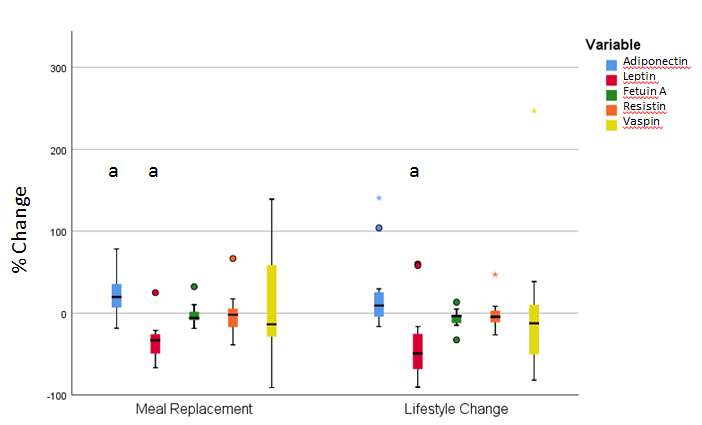 Variable
Adiponectin
Leptin
Fetuin A
Resistin
Vaspin
% Change
300
200
100
0
-100
a
a
a
Meal Replacement
Lifestyle Change